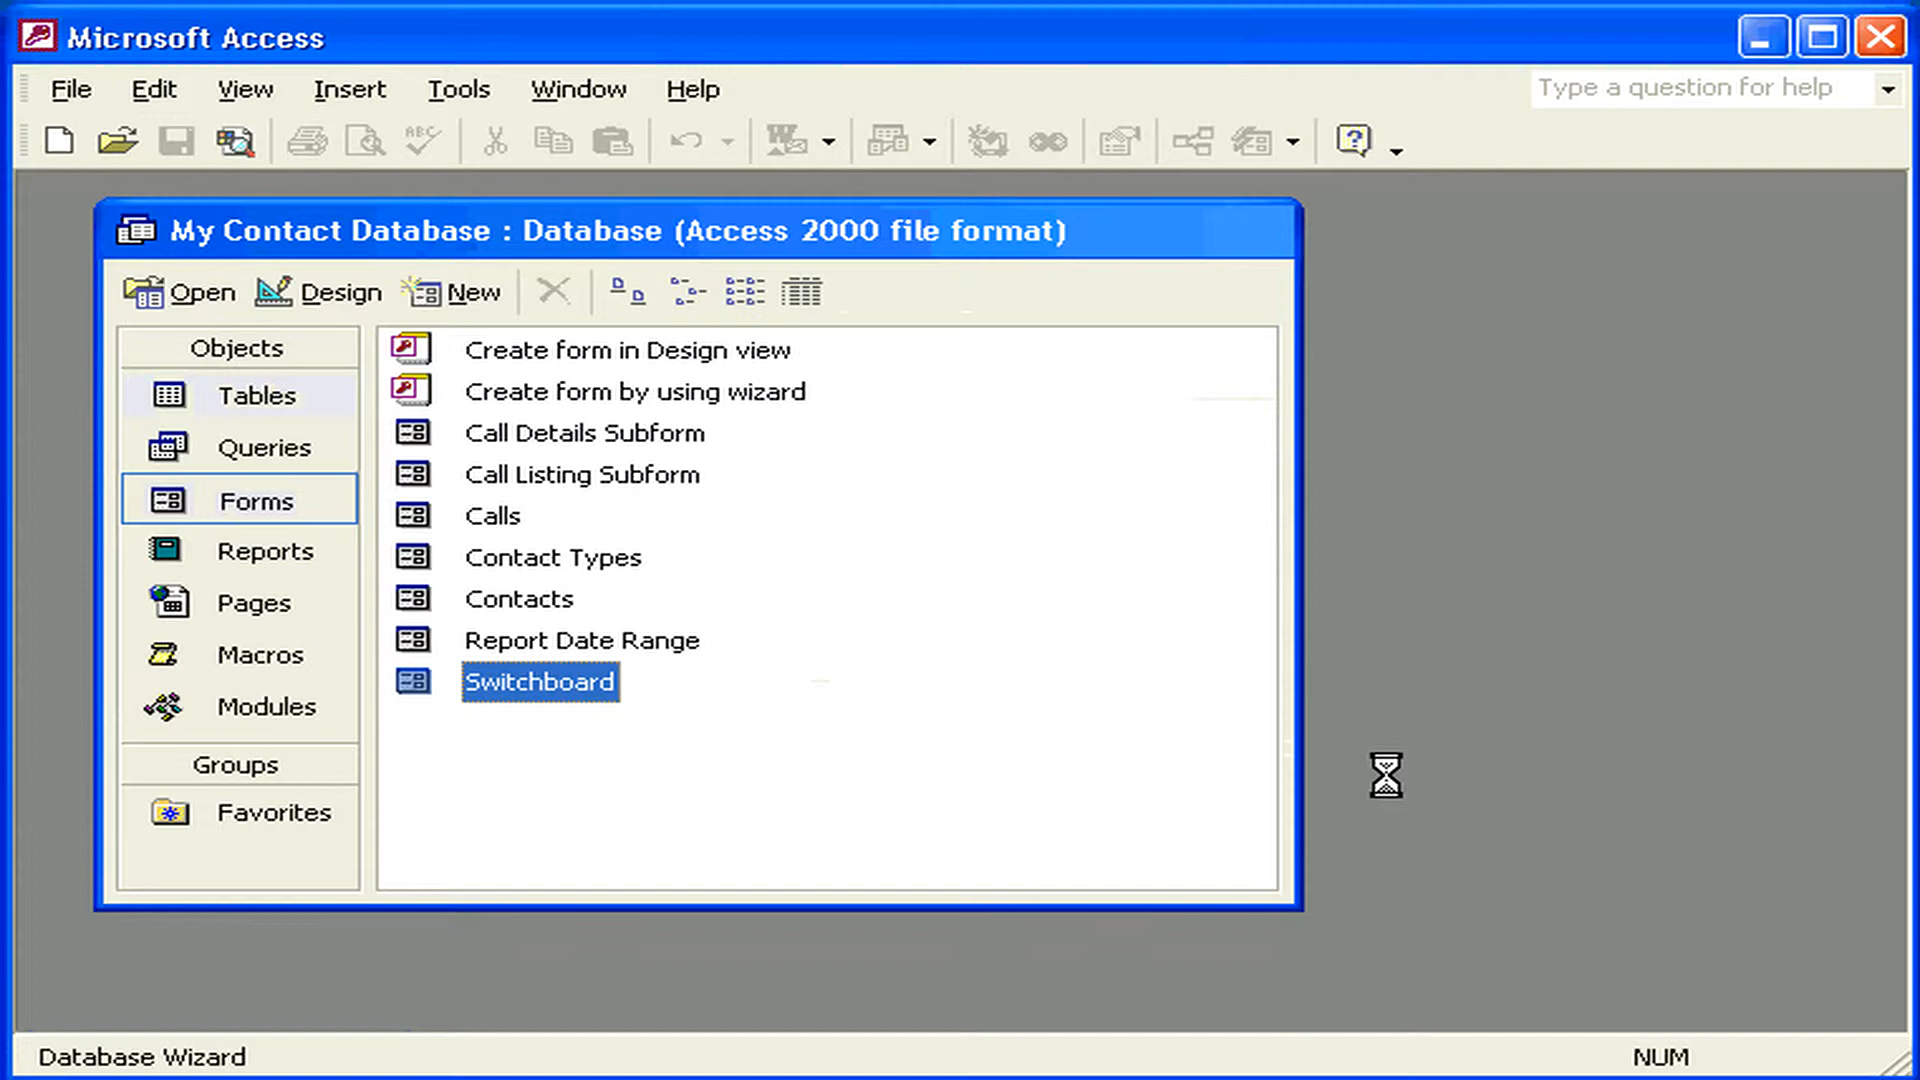 Microsoft Access
File Edit View Insert Tools Window Help
Type a question for help
ABC
W
?
My Contact Database : Database (Access 2000 file format)
Open Design New
Objects
Tables
Queries
Forms
Reports
Pages
Macros
Modules
Groups
Favorites
Create form in Design view
Create form by using wizard
Call Details Subform
Call Listing Subform
Calls
Contact Types
Contacts
Report Date Range
Switchboard
Database Wizard
NUM